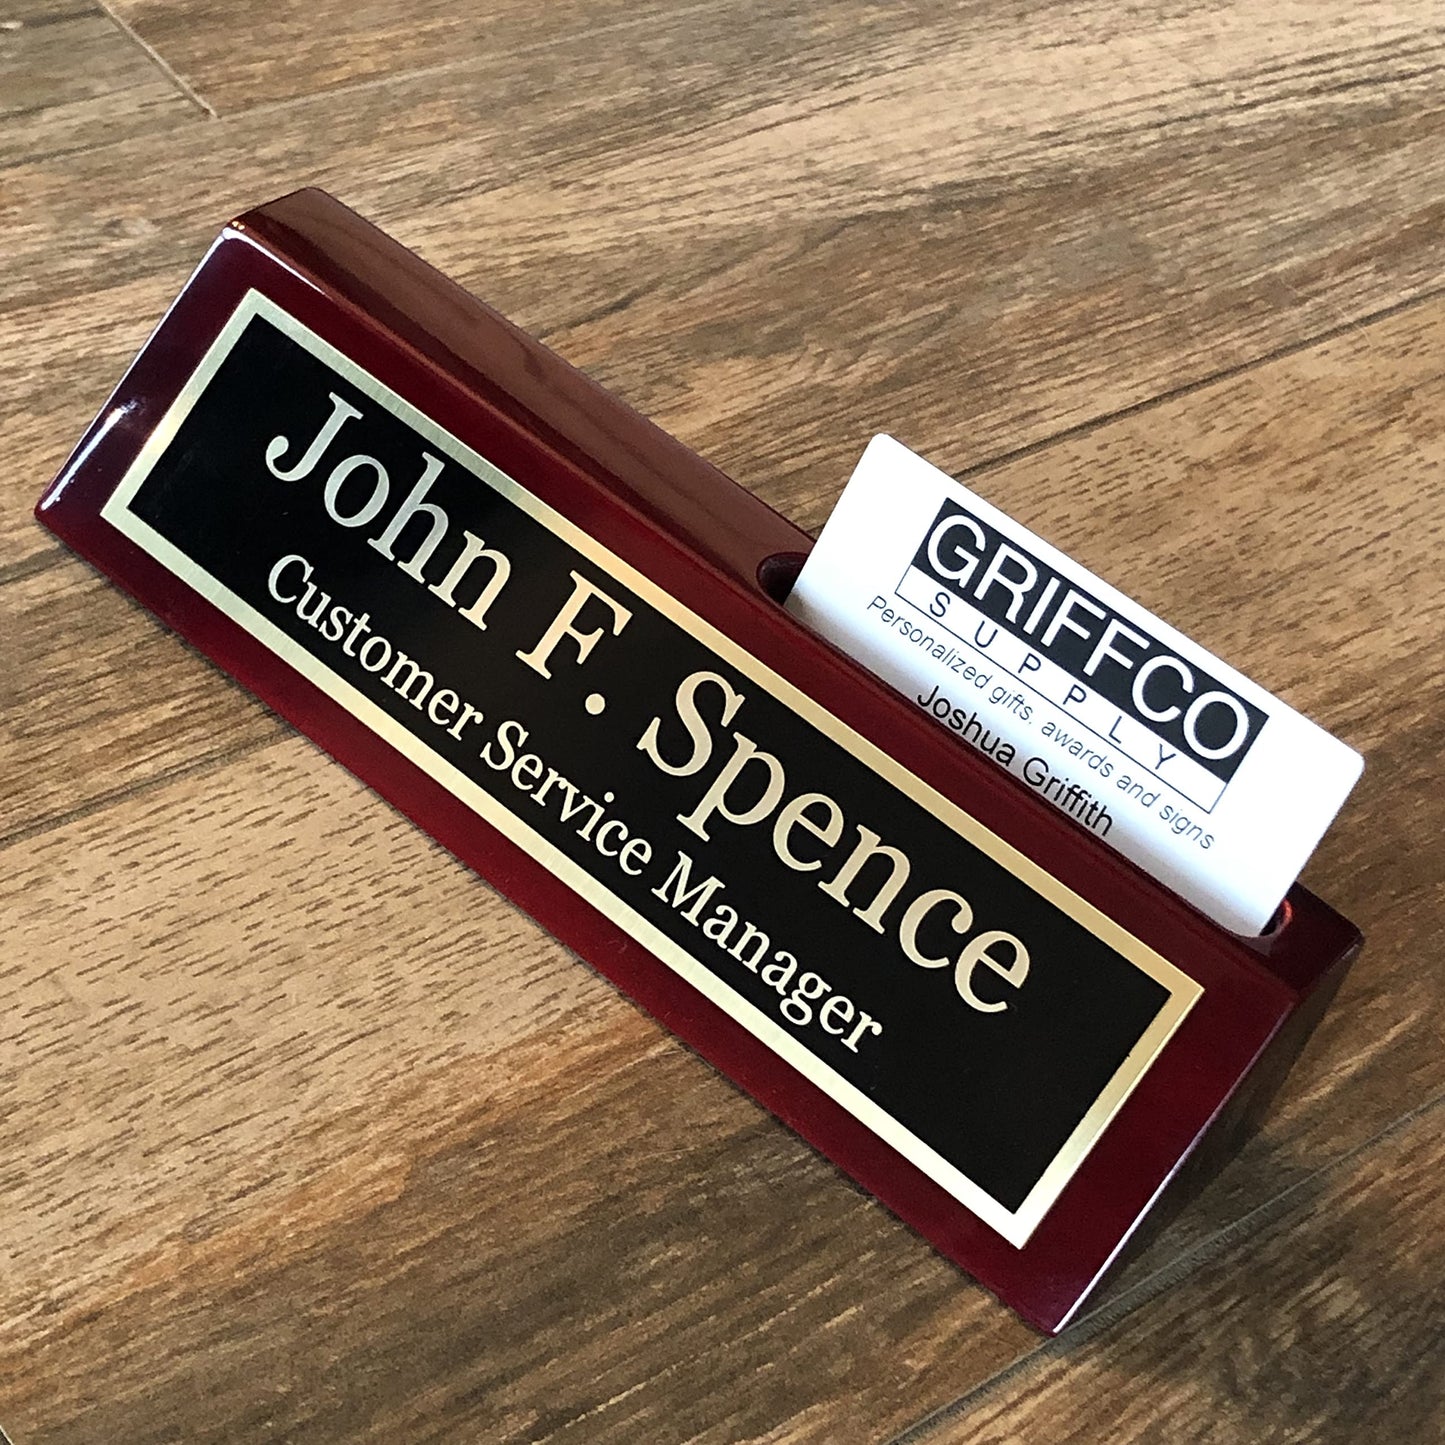 John F. Spence
Customer Service Manager
GRIFFCO
SUPPLY
Personalized gifts, awards and signs
Joshua Griffith